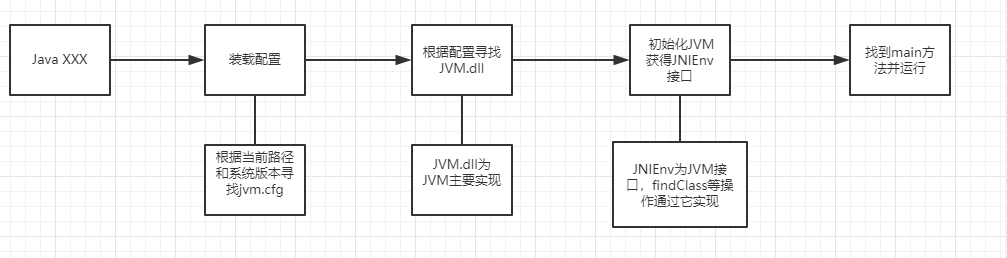 Java XXX
装载配置
根据配置寻找
JVM.dll
初始化JVM
获得JNIEnv
接口
找到main方
法并运行
根据当前路径
和系统版本寻
找jvm.cfg
JVM.dll为
JVM主要实现
JNIEnv为JVM接
口，findClass等操
作通过它实现